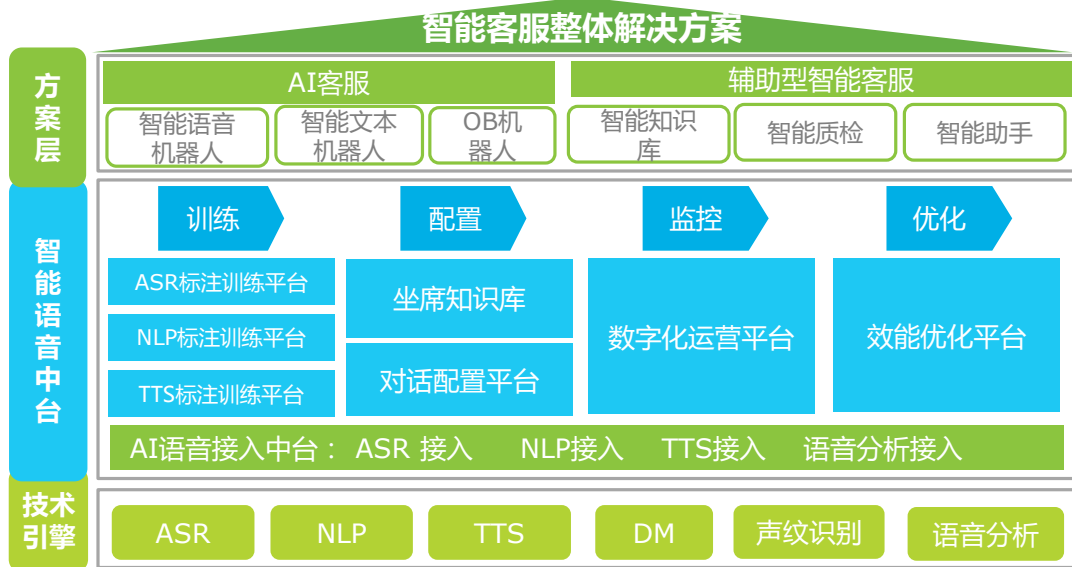 智能客服整体解决方案
方
案
层
AI客服
辅助型智能客服
智能语音
机器人
智能文本
机器人
OB机
器人
智能知识
库
智能质检
智能助手
智
能
语
音
中
台
训练
配置
监控
优化
ASR标注训练平台
NLP标注训练平台
TTS标注训练平台
坐席知识库
对话配置平台
数字化运营平台
效能优化平台
AI语音接入中台： ASR 接入 NLP接入 TTS接入 语音分析接入
技术
引擎
ASR
NLP
TTS
DM
声纹识别
语音分析